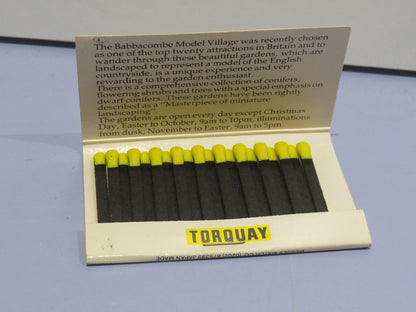 The Babbacombe Model Village was recently chosen
as one of the top twenty attractions in Britain and to
wander through these beautiful gardens, which are
landscaped to represent a model of the English
countryside, is a unique experience and very
rewarding to the garden enthusiast.
There is a comprehensive collection of conifers,
flowering shrubs and trees with a special emphasis on
dwarf conifers. These gardens have been rightly
described as a "Masterpiece of miniature
landscaping"
The gardens are open every day except Christmas
Day, Easter to October, 9am to 10pm, illuminations
from dusk; November to Easter, 9am to 5pm.
TORQUAY
JAPAN MADE